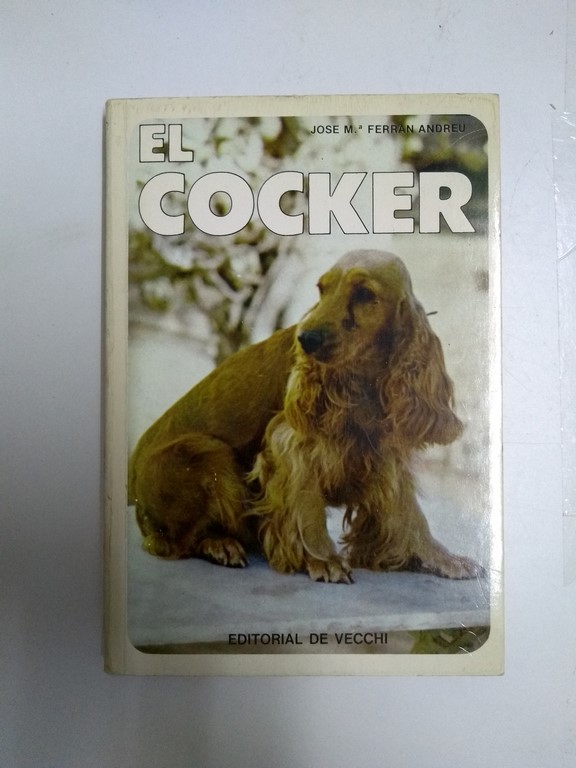 JOSE M.ª FERRAN ANDREU
EL
COCKER
EDITORIAL DE VECCHI